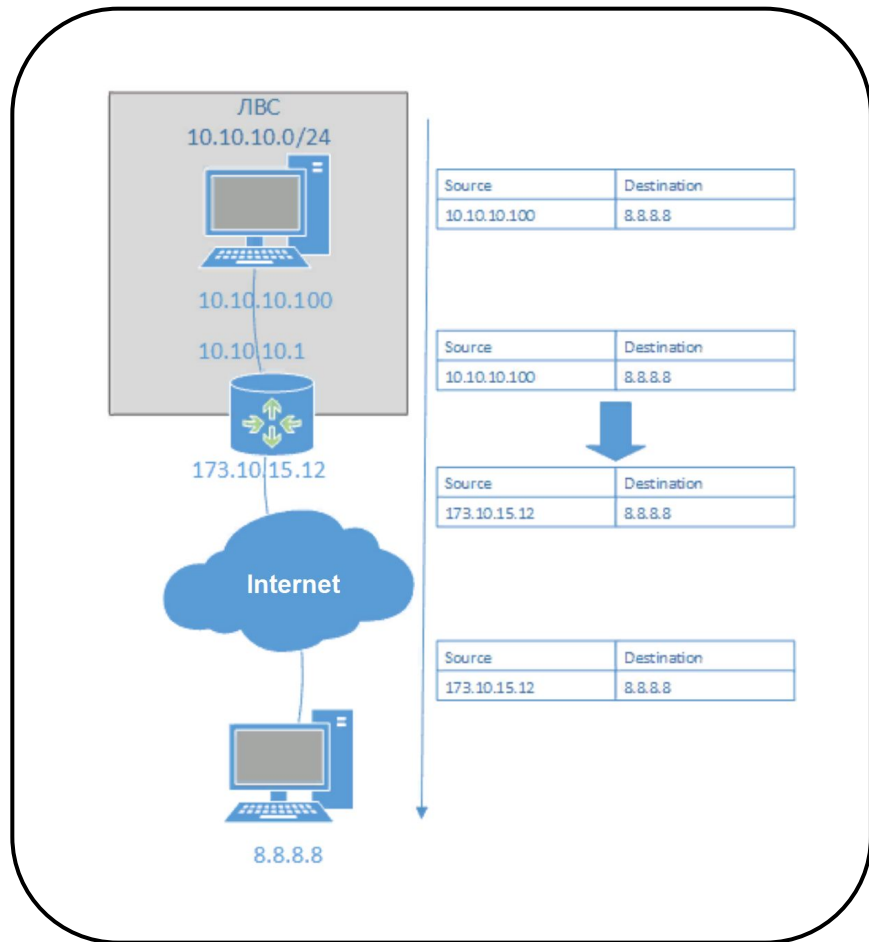 ЛВС
10.10.10.0/24
10.10.10.100
10.10.10.1
173.10.15.12
Internet
8.8.8.8
Source Destination
10.10.10.100 8.8.8.8
Source Destination
10.10.10.100 8.8.8.8
Source Destination
173.10.15.12 8.8.8.8
Source Destination
173.10.15.12 8.8.8.8